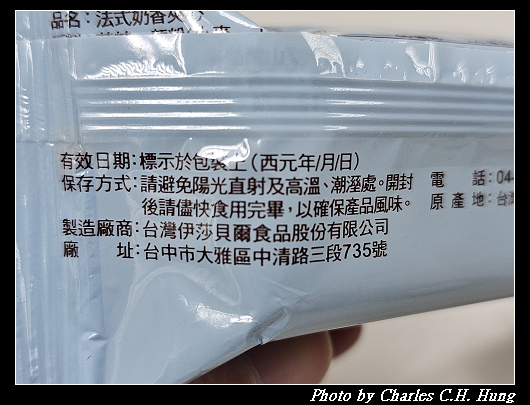 品名：法式奶香夾心
有效日期：標示於包裝上（西元年/月/日）
保存方式：請避免陽光直射及高溫、潮溼處。開封
後請儘快食用完畢，以確保產品風味。
製造廠商：台灣伊莎貝爾食品股份有限公司
廠　　址：台中市大雅區中清路三段735號
電　話：04-
原產地：台灣
Photo by Charles C.H. Hung